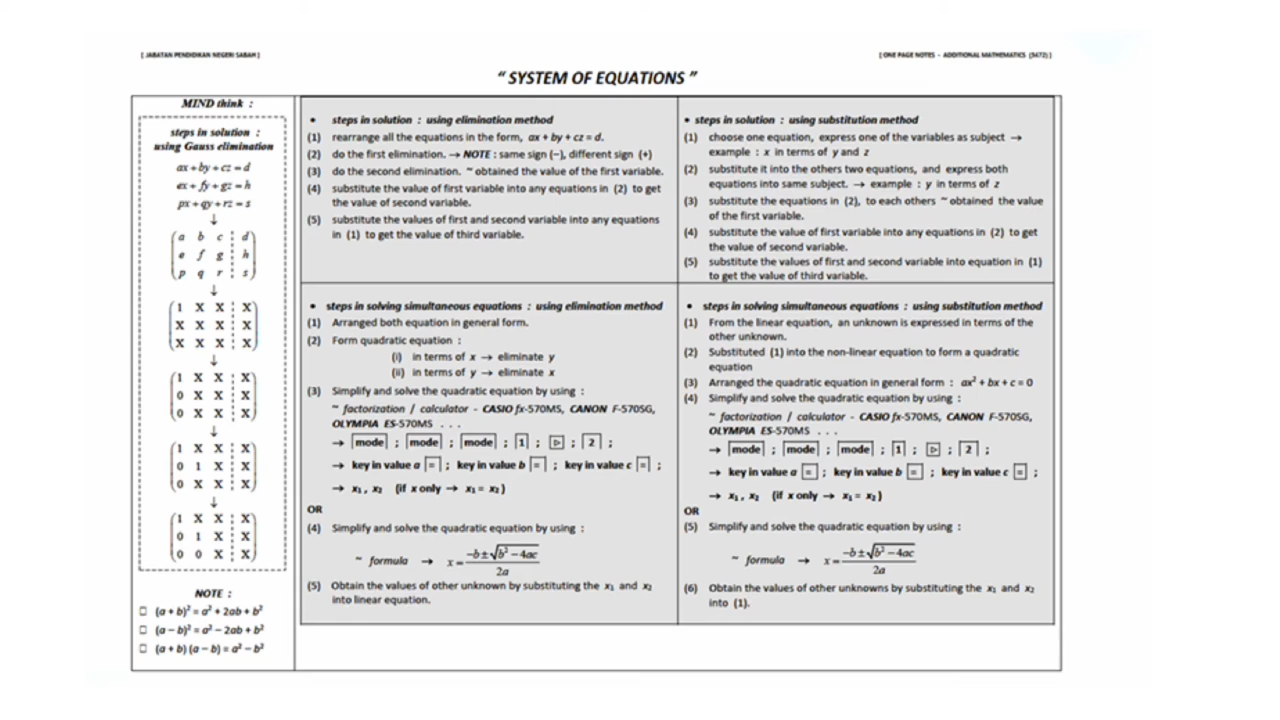 [ JABATAN PENDIDIKAN NEGERI SABAH ]
[ ONE PAGE NOTES - ADDITIONAL MATHEMATICS (3472) ]
“ SYSTEM OF EQUATIONS ”
MIND think :
steps in solution :
using Gauss elimination
ax + by + cz = d
ex + fy + gz = h
px + qy + rz = s
↓
a b c ¦ d
e f g ¦ h
p q r ¦ s
↓
1 X X ¦ X
X X X ¦ X
X X X ¦ X
↓
1 X X ¦ X
0 X X ¦ X
0 X X ¦ X
↓
1 X X ¦ X
0 1 X ¦ X
0 X X ¦ X
↓
1 X X ¦ X
0 1 X ¦ X
0 0 X ¦ X
NOTE :
□ (a + b)² = a² + 2ab + b²
□ (a – b)² = a² – 2ab + b²
□ (a + b) (a – b) = a² – b²
• steps in solution : using elimination method
(1) rearrange all the equations in the form, ax + by + cz = d.
(2) do the first elimination. → NOTE : same sign (–), different sign (+)
(3) do the second elimination. ~ obtained the value of the first variable.
(4) substitute the value of first variable into any equations in (2) to get
the value of second variable.
(5) substitute the values of first and second variable into any equations
in (1) to get the value of third variable.
• steps in solution : using substitution method
(1) choose one equation, express one of the variables as subject →
example : x in terms of y and z
(2) substitute it into the others two equations, and express both
equations into same subject. → example : y in terms of z
(3) substitute the equations in (2), to each others ~ obtained the value
of the first variable.
(4) substitute the value of first variable into any equations in (2) to get
the value of second variable.
(5) substitute the values of first and second variable into equation in (1)
to get the value of third variable.
• steps in solving simultaneous equations : using elimination method
(1) Arranged both equation in general form.
(2) Form quadratic equation :
(i) in terms of x → eliminate y
(ii) in terms of y → eliminate x
(3) Simplify and solve the quadratic equation by using :
~ factorization / calculator - CASIO fx-570MS, CANON F-570SG,
OLYMPIA ES-570MS . . .
→ mode ; mode ; mode ; 1 ; ▷ ; 2 ;
→ key in value a = ; key in value b = ; key in value c = ;
→ x₁ , x₂ (if x only → x₁ = x₂)
OR
(4) Simplify and solve the quadratic equation by using :
~ formula → x = (–b ± √(b² – 4ac)) / 2a
(5) Obtain the values of other unknown by substituting the x₁ and x₂
into linear equation.
• steps in solving simultaneous equations : using substitution method
(1) From the linear equation, an unknown is expressed in terms of the
other unknown.
(2) Substituted (1) into the non-linear equation to form a quadratic
equation
(3) Arranged the quadratic equation in general form : ax² + bx + c = 0
(4) Simplify and solve the quadratic equation by using :
~ factorization / calculator - CASIO fx-570MS, CANON F-570SG,
OLYMPIA ES-570MS . . .
→ mode ; mode ; mode ; 1 ; ▷ ; 2 ;
→ key in value a = ; key in value b = ; key in value c = ;
→ x₁ , x₂ (if x only → x₁ = x₂)
OR
(5) Simplify and solve the quadratic equation by using :
~ formula → x = (–b ± √(b² – 4ac)) / 2a
(6) Obtain the values of other unknowns by substituting the x₁ and x₂
into (1).